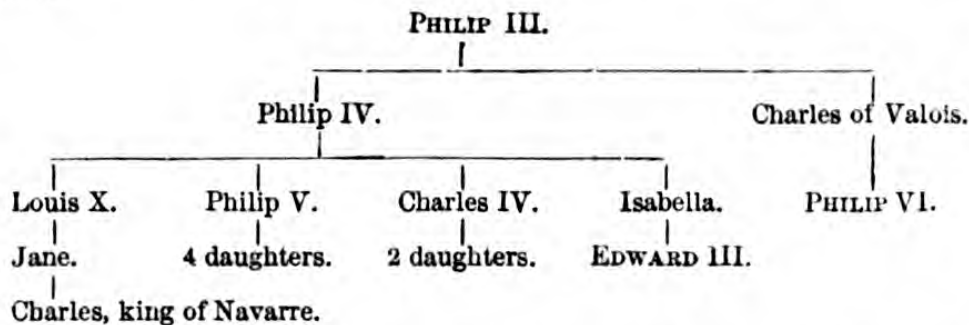 PHILIP III.
Philip IV. Charles of Valois.
Louis X. Philip V. Charles IV. Isabella. PHILIP VI.
Jane. 4 daughters. 2 daughters. EDWARD III.
Charles, king of Navarre.